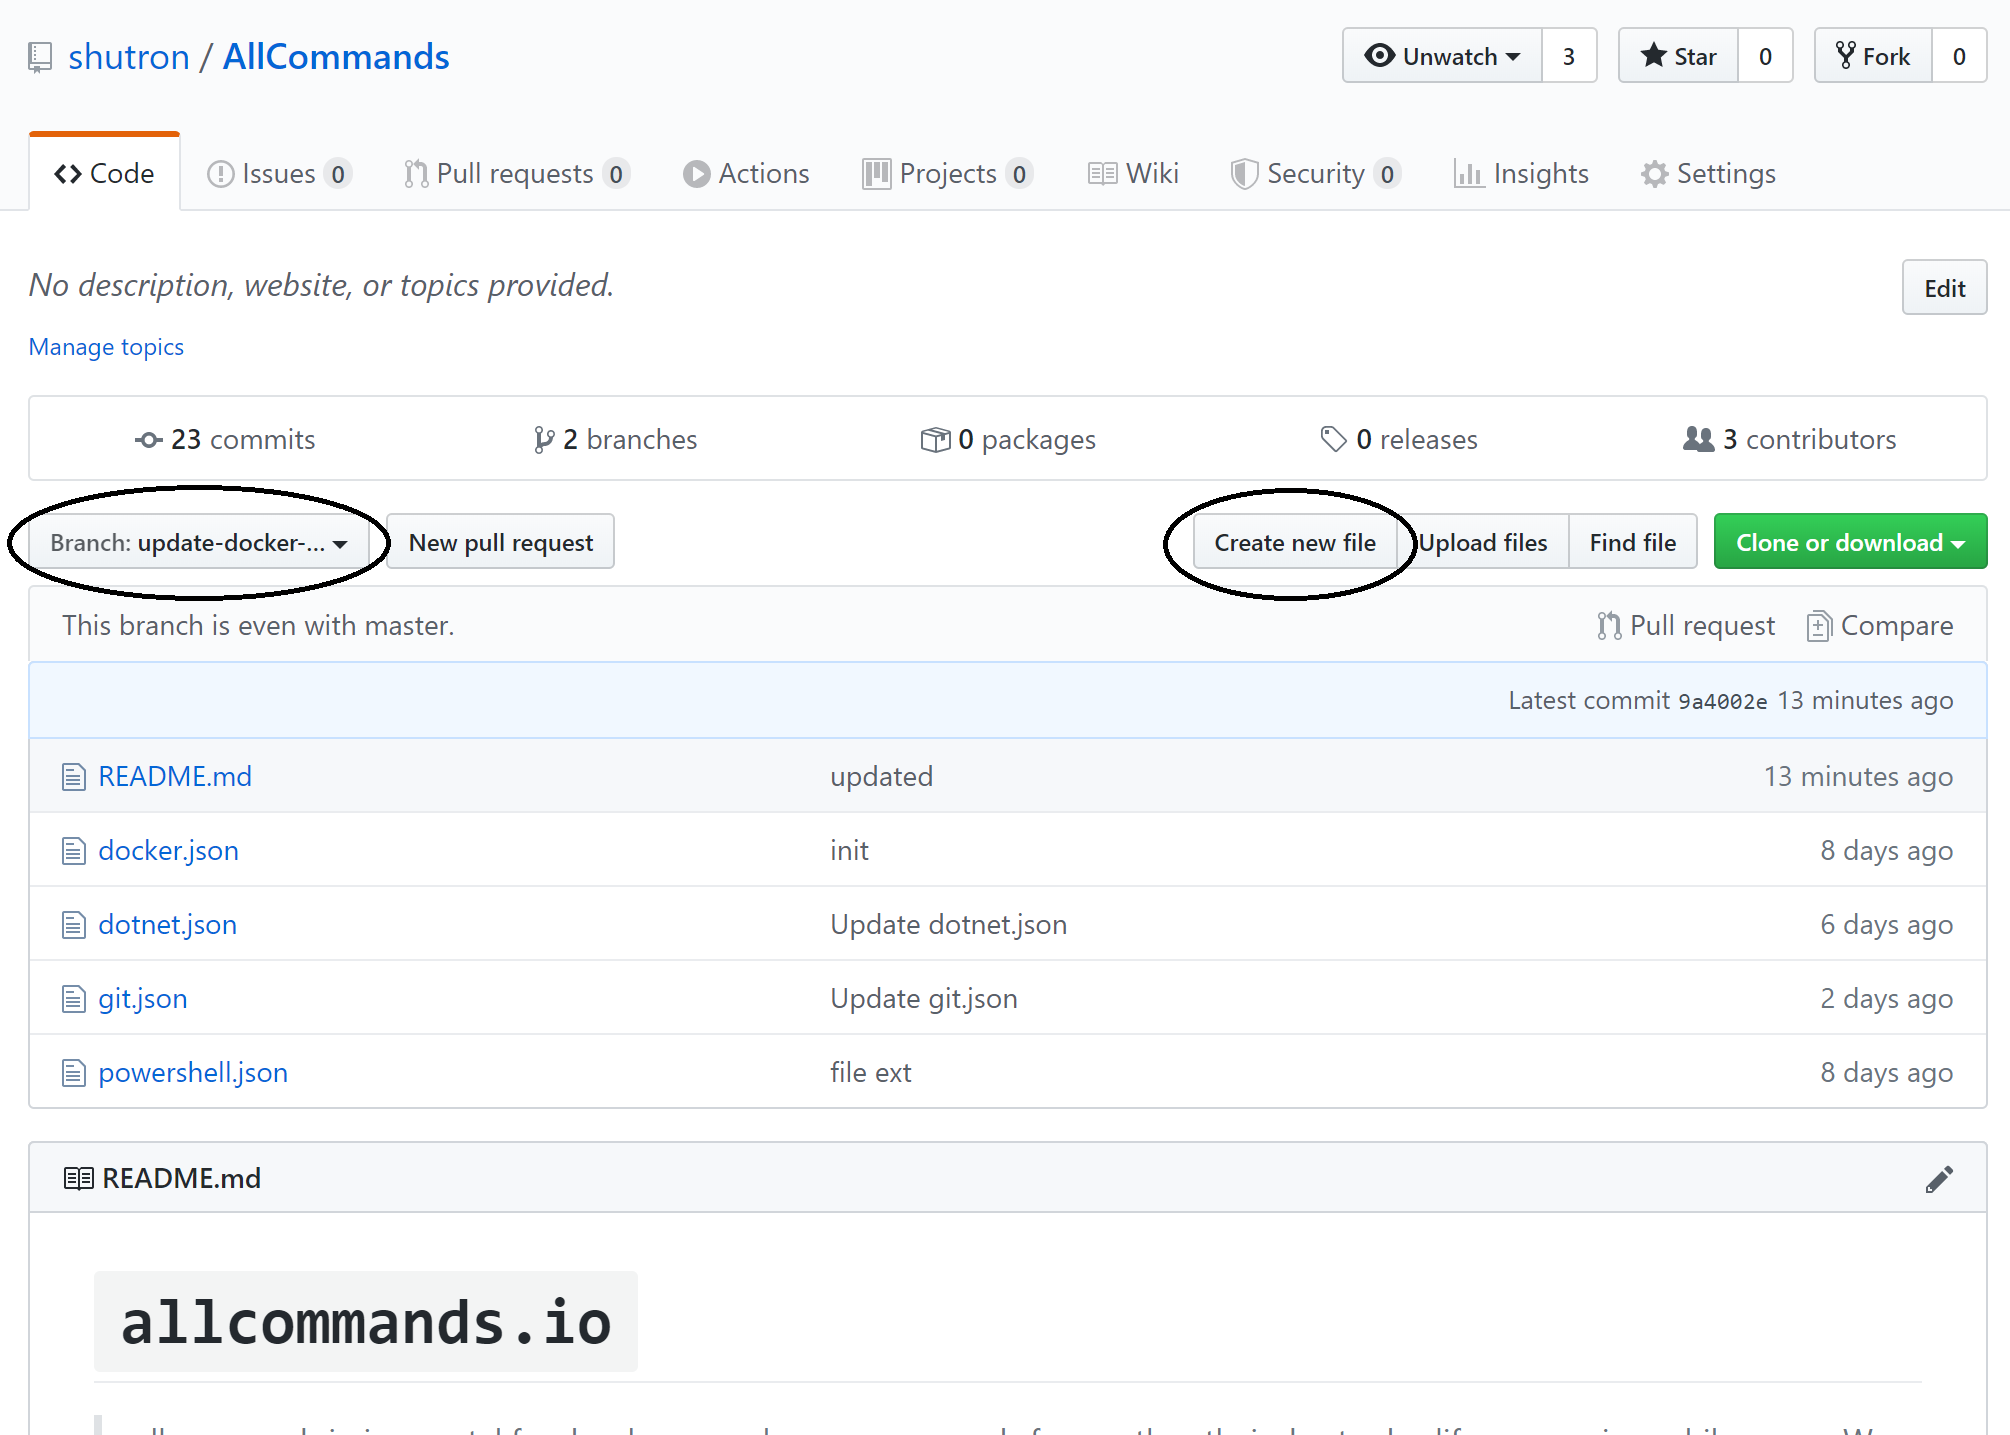 shutron / AllCommands Unwatch 3 Star 0 Fork 0
Code Issues 0 Pull requests 0 Actions Projects 0 Wiki Security 0 Insights Settings
No description, website, or topics provided. Edit
Manage topics
23 commits 2 branches 0 packages 0 releases 3 contributors
Branch: update-docker-... New pull request Create new file Upload files Find file Clone or download
This branch is even with master. Pull request Compare
Latest commit 9a4002e 13 minutes ago
README.md updated 13 minutes ago
docker.json init 8 days ago
dotnet.json Update dotnet.json 6 days ago
git.json Update git.json 2 days ago
powershell.json file ext 8 days ago
README.md
allcommands.io